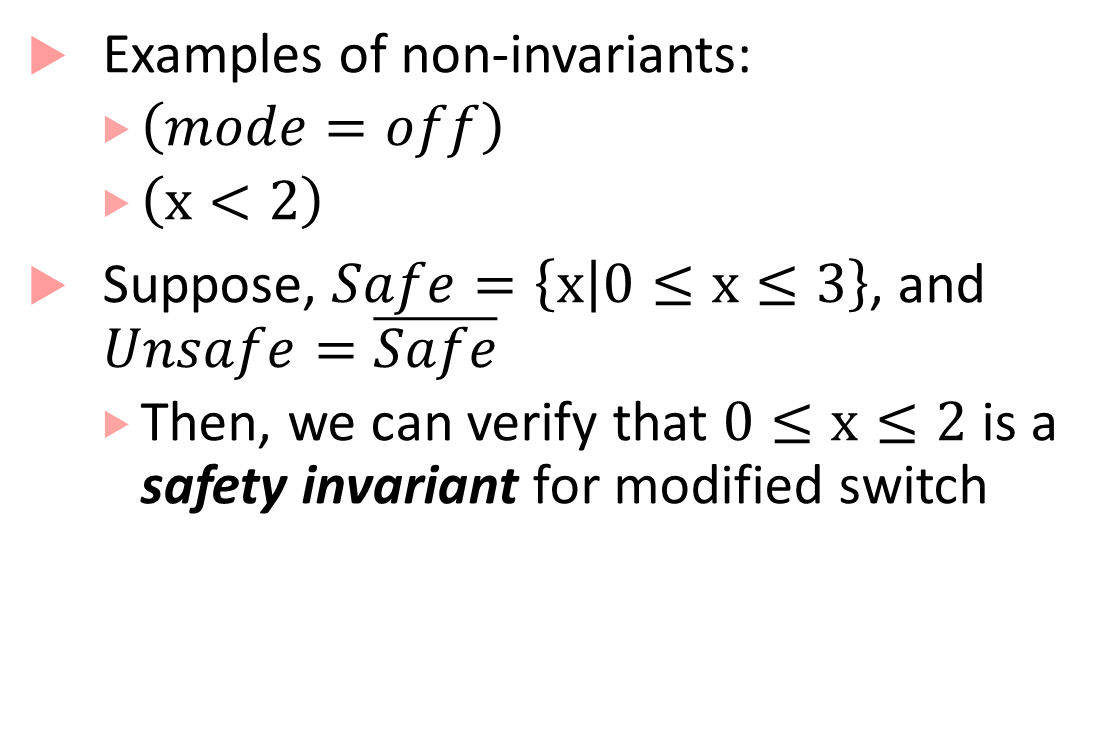 Examples of non-invariants:
(mode = off)
(x < 2)
Suppose, Safe = {x|0 ≤ x ≤ 3}, and
Unsafe = S̅a̅f̅e̅
Then, we can verify that 0 ≤ x ≤ 2 is a
safety invariant for modified switch